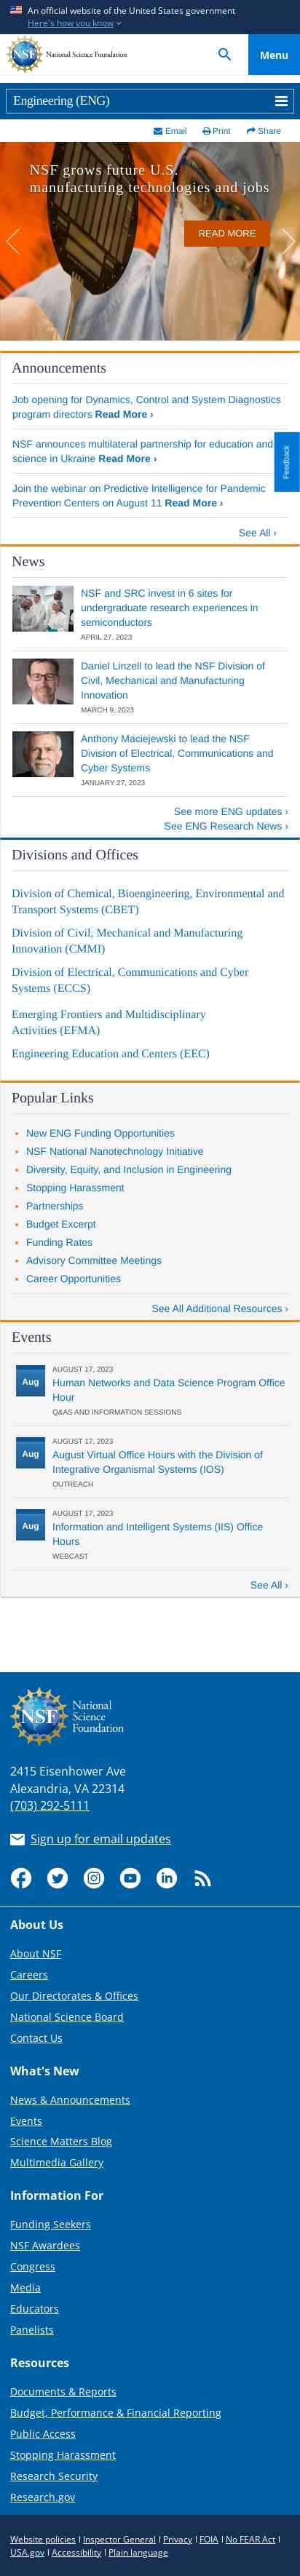 An official website of the United States government
Here's how you know
NSF
National Science Foundation
Menu
Engineering (ENG)
Email Print Share
NSF grows future U.S.
manufacturing technologies and jobs
READ MORE
Announcements
Job opening for Dynamics, Control and System Diagnostics
program directors Read More ›
NSF announces multilateral partnership for education and
science in Ukraine Read More ›
Feedback
Join the webinar on Predictive Intelligence for Pandemic
Prevention Centers on August 11 Read More ›
See All ›
News
NSF and SRC invest in 6 sites for
undergraduate research experiences in
semiconductors
APRIL 27, 2023
Daniel Linzell to lead the NSF Division of
Civil, Mechanical and Manufacturing
Innovation
MARCH 9, 2023
Anthony Maciejewski to lead the NSF
Division of Electrical, Communications and
Cyber Systems
JANUARY 27, 2023
See more ENG updates ›
See ENG Research News ›
Divisions and Offices
Division of Chemical, Bioengineering, Environmental and
Transport Systems (CBET)
Division of Civil, Mechanical and Manufacturing
Innovation (CMMI)
Division of Electrical, Communications and Cyber
Systems (ECCS)
Emerging Frontiers and Multidisciplinary
Activities (EFMA)
Engineering Education and Centers (EEC)
Popular Links
New ENG Funding Opportunities
NSF National Nanotechnology Initiative
Diversity, Equity, and Inclusion in Engineering
Stopping Harassment
Partnerships
Budget Excerpt
Funding Rates
Advisory Committee Meetings
Career Opportunities
See All Additional Resources ›
Events
AUGUST 17, 2023
Aug
Human Networks and Data Science Program Office
Hour
Q&AS AND INFORMATION SESSIONS
AUGUST 17, 2023
Aug
August Virtual Office Hours with the Division of
Integrative Organismal Systems (IOS)
OUTREACH
AUGUST 17, 2023
Aug
Information and Intelligent Systems (IIS) Office
Hours
WEBCAST
See All ›
NSF
National
Science
Foundation
2415 Eisenhower Ave
Alexandria, VA 22314
(703) 292-5111
Sign up for email updates
About Us
About NSF
Careers
Our Directorates & Offices
National Science Board
Contact Us
What's New
News & Announcements
Events
Science Matters Blog
Multimedia Gallery
Information For
Funding Seekers
NSF Awardees
Congress
Media
Educators
Panelists
Resources
Documents & Reports
Budget, Performance & Financial Reporting
Public Access
Stopping Harassment
Research Security
Research.gov
Website policies | Inspector General | Privacy | FOIA | No FEAR Act |
USA.gov | Accessibility | Plain language